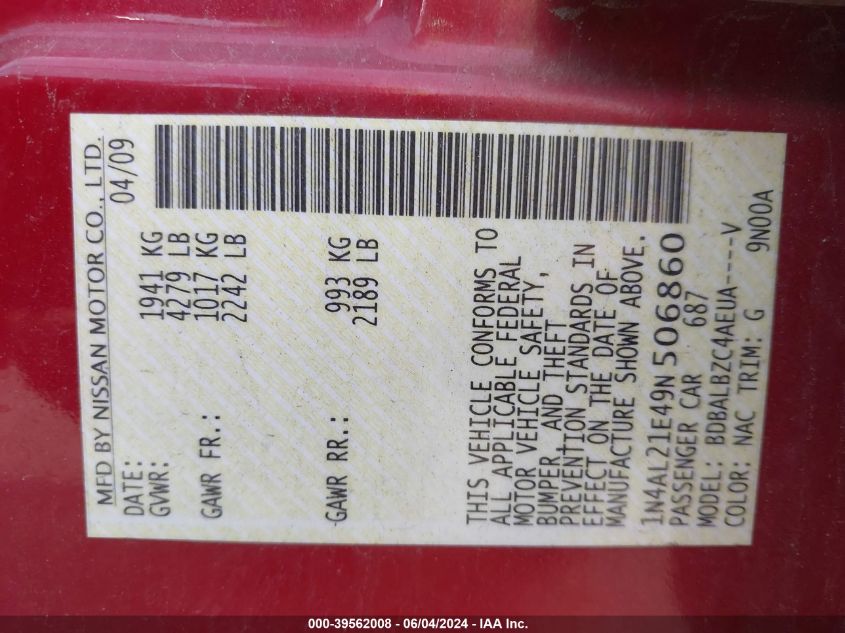 MFD BY NISSAN MOTOR CO., LTD.
DATE: 04/09
GVWR: 1941 KG
4279 LB
GAWR FR.: 1017 KG
2242 LB
GAWR RR.: 993 KG
2189 LB
THIS VEHICLE CONFORMS TO
ALL APPLICABLE FEDERAL
MOTOR VEHICLE SAFETY,
BUMPER, AND THEFT
PREVENTION STANDARDS IN
EFFECT ON THE DATE OF
MANUFACTURE SHOWN ABOVE.
1N4AL21E49N506860
PASSENGER CAR 687
MODEL: BDBALBZC4AEUA----V
COLOR: NAC TRIM: G 9N00A
000-39562008 - 06/04/2024 - IAA Inc.